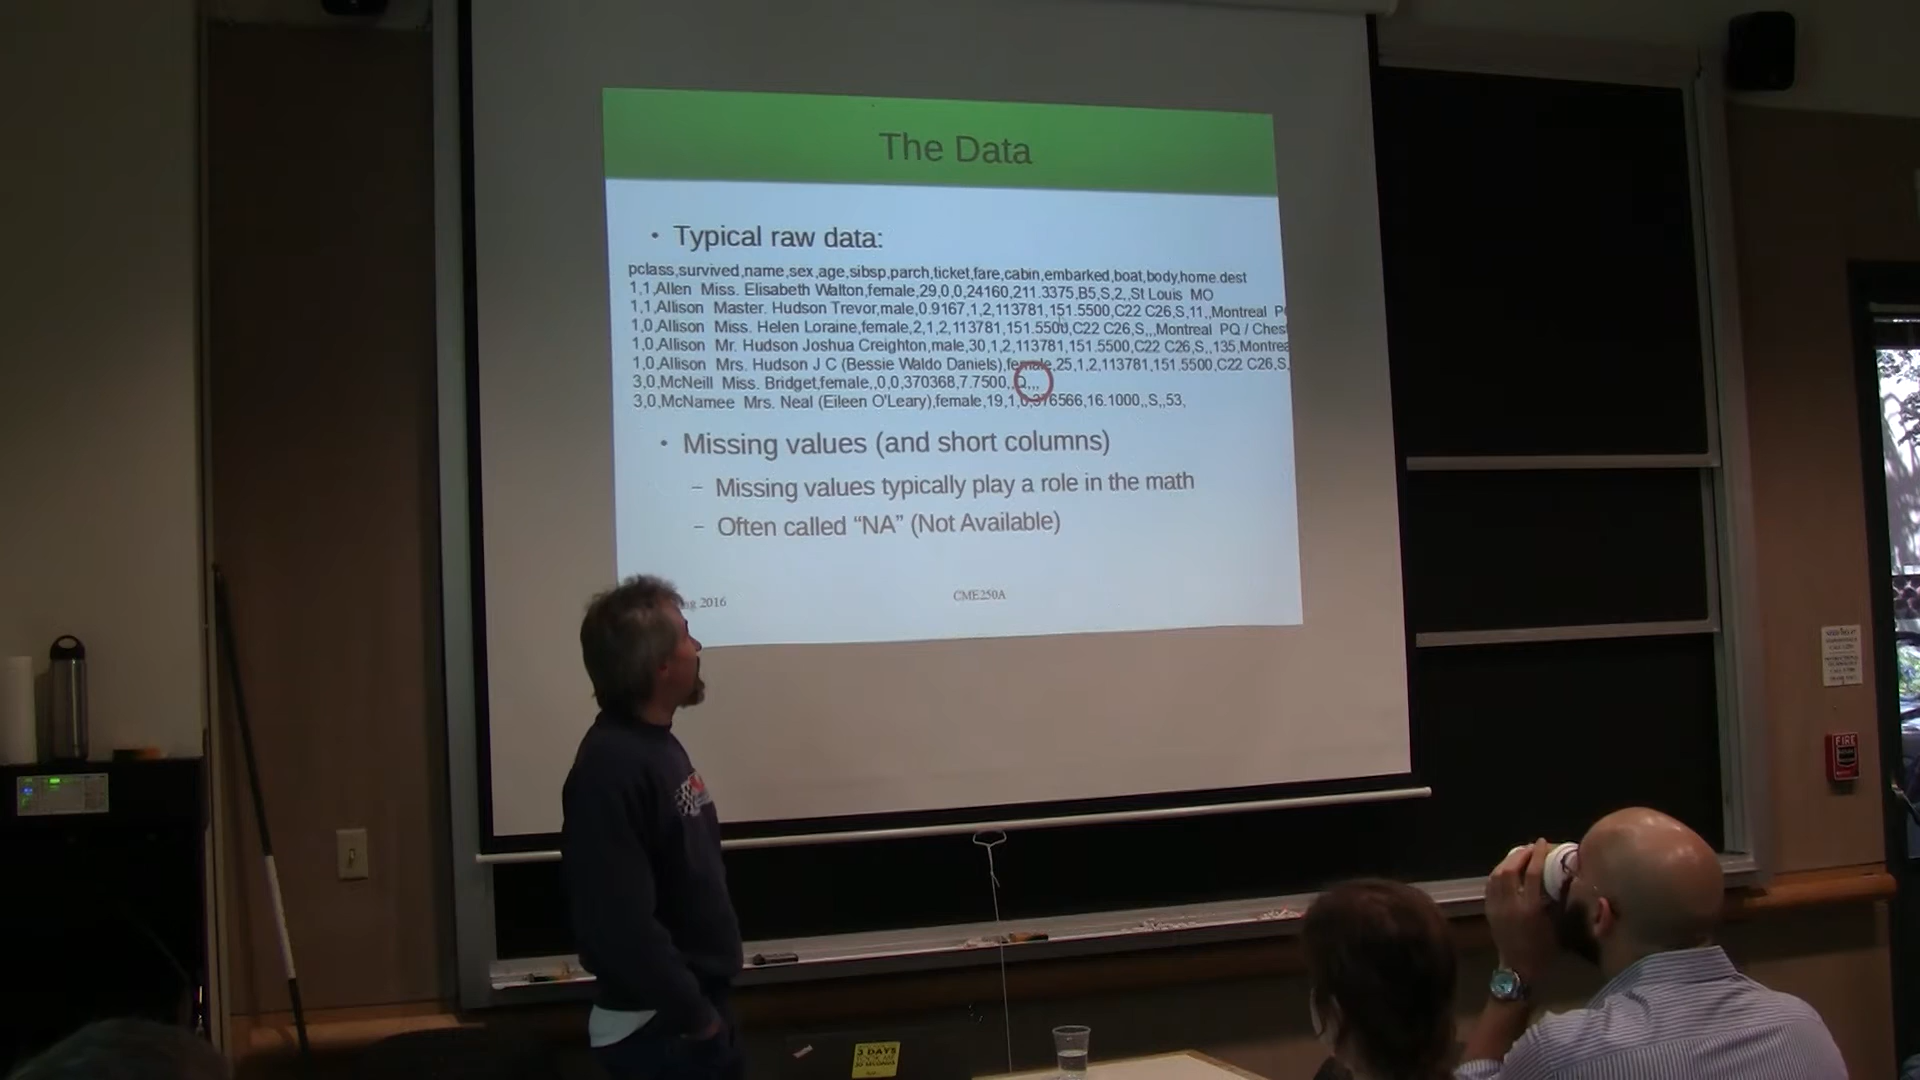 The Data
• Typical raw data:
pclass,survived,name,sex,age,sibsp,parch,ticket,fare,cabin,embarked,boat,body,home.dest
1,1,Allen Miss. Elisabeth Walton,female,29,0,0,24160,211.3375,B5,S,2,,St Louis MO
1,1,Allison Master. Hudson Trevor,male,0.9167,1,2,113781,151.5500,C22 C26,S,11,,Montreal
1,0,Allison Miss. Helen Loraine,female,2,1,2,113781,151.5500,C22 C26,S,,,Montreal PQ / Ches
1,0,Allison Mr. Hudson Joshua Creighton,male,30,1,2,113781,151.5500,C22 C26,S,,135,Montrea
1,0,Allison Mrs. Hudson J C (Bessie Waldo Daniels),female,25,1,2,113781,151.5500,C22 C26,S,
3,0,McNeill Miss. Bridget,female,,0,0,370368,7.7500,,Q,,,
3,0,McNamee Mrs. Neal (Eileen O'Leary),female,19,1,0,376566,16.1000,,S,,53,
• Missing values (and short columns)
– Missing values typically play a role in the math
– Often called “NA” (Not Available)
2016
CME250A
FIRE
3 DAYS